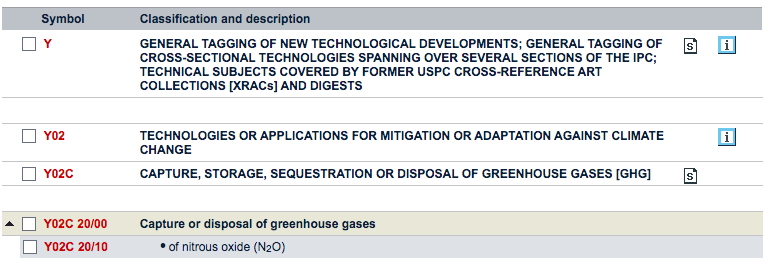 Symbol Classification and description
Y GENERAL TAGGING OF NEW TECHNOLOGICAL DEVELOPMENTS; GENERAL TAGGING OF
CROSS-SECTIONAL TECHNOLOGIES SPANNING OVER SEVERAL SECTIONS OF THE IPC;
TECHNICAL SUBJECTS COVERED BY FORMER USPC CROSS-REFERENCE ART
COLLECTIONS [XRACs] AND DIGESTS
S i
Y02 TECHNOLOGIES OR APPLICATIONS FOR MITIGATION OR ADAPTATION AGAINST CLIMATE
CHANGE
i
Y02C CAPTURE, STORAGE, SEQUESTRATION OR DISPOSAL OF GREENHOUSE GASES [GHG] S
Y02C 20/00 Capture or disposal of greenhouse gases
Y02C 20/10 • of nitrous oxide (N2O)